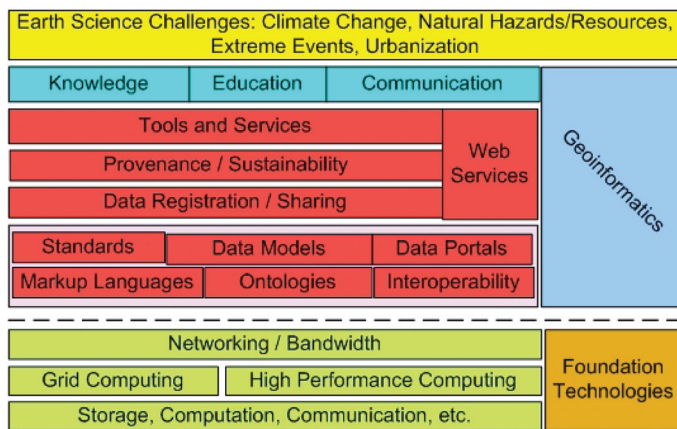 Earth Science Challenges: Climate Change, Natural Hazards/Resources,
Extreme Events, Urbanization
Knowledge
Education
Communication
Geoinformatics
Tools and Services
Provenance / Sustainability
Data Registration / Sharing
Web
Services
Standards
Data Models
Data Portals
Markup Languages
Ontologies
Interoperability
Networking / Bandwidth
Grid Computing
High Performance Computing
Storage, Computation, Communication, etc.
Foundation
Technologies